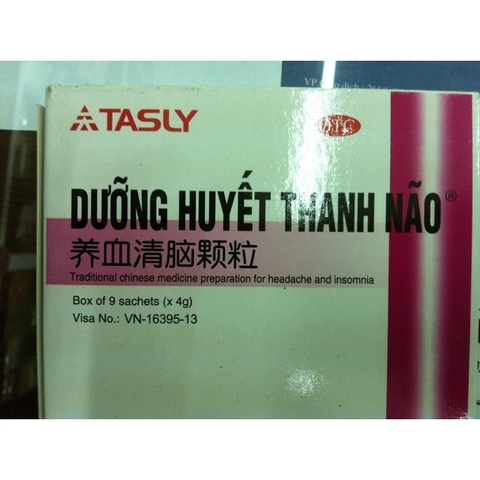 TASLY
OTC
DƯỠNG HUYẾT THANH NÃO®
养血清脑颗粒
Traditional chinese medicine preparation for headache and insomnia
Box of 9 sachets (x 4g)
Visa No.: VN-16395-13